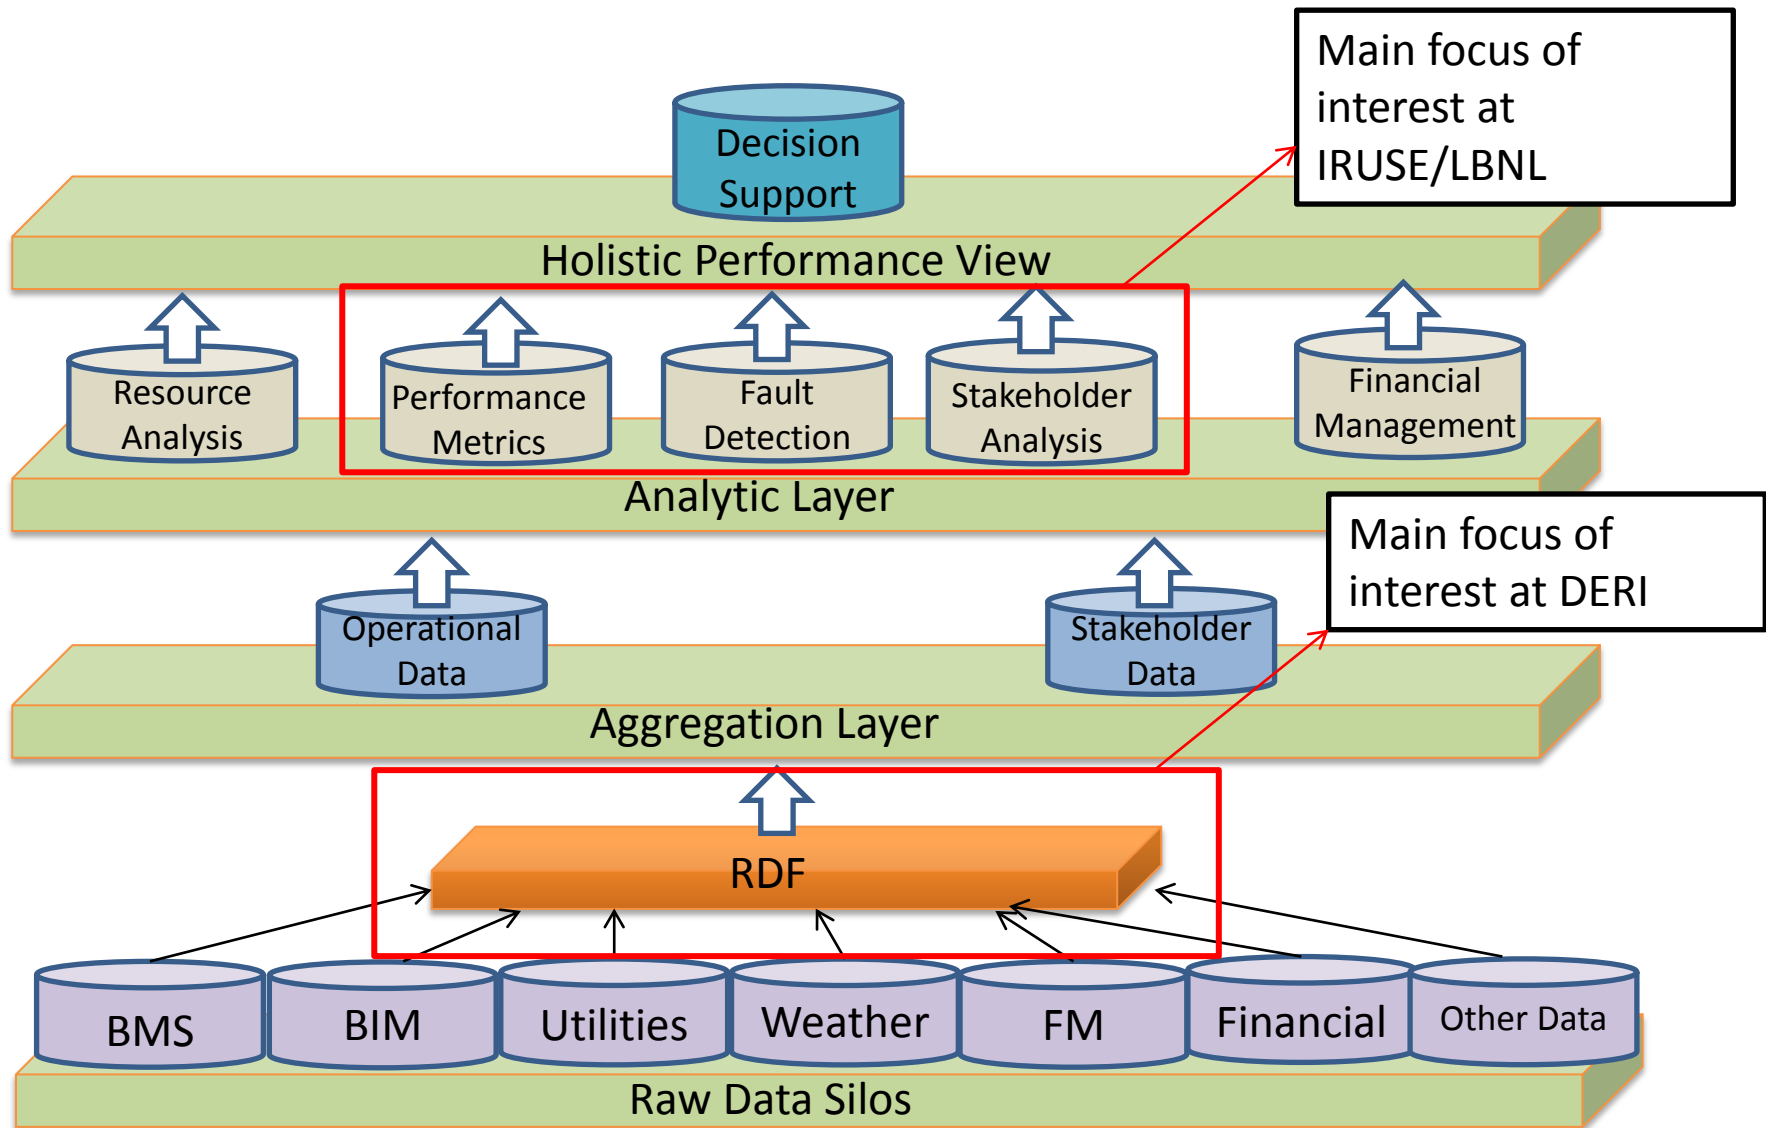 Main focus of
interest at
IRUSE/LBNL
Decision
Support
Holistic Performance View
Resource
Analysis
Performance
Metrics
Fault
Detection
Stakeholder
Analysis
Financial
Management
Analytic Layer
Main focus of
interest at DERI
Operational
Data
Stakeholder
Data
Aggregation Layer
RDF
BMS
BIM
Utilities
Weather
FM
Financial
Other Data
Raw Data Silos